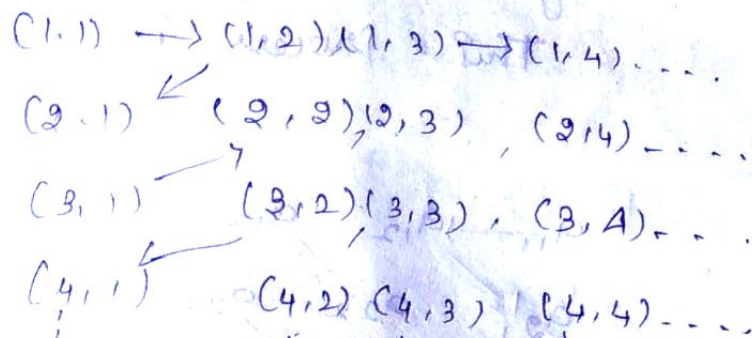 (1.1) → (1,2), (1,3) → (1,4)....
(2.1) (2,2), (2,3), (2,4)....
(3,1) (3,2) (3,3), (3,4)...
(4,1) (4,2) (4,3) (4,4)....